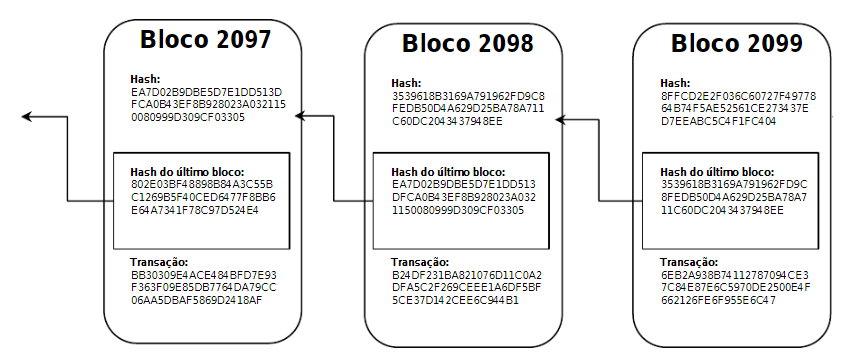 Bloco 2097
Hash:
EA7D02B9DBE5D7E1DD513D
FCA0B43EF8B928023A032115
0080999D309CF03305
Hash do último bloco:
802E03BF48898B84A3C55B
C1269B5F40CED6477F8BB6
E64A7341F78C97D524E4
Transação:
BB30309E4ACE484BFD7E93
F363F09E85DB7764DA79CC
06AA5DBAF5869D2418AF
Bloco 2098
Hash:
3539618B3169A791962FD9C8
FEDB50D4A629D25BA78A711
C60DC2043437948EE
Hash do último bloco:
EA7D02B9DBE5D7E1DD513
DFCA0B43EF8B928023A032
1150080999D309CF03305
Transação:
B24DF231BA821076D11C0A2
DFA5C2F269CEEE1A6DF5BF
5CE37D142CEE6C944B1
Bloco 2099
Hash:
8FFCD2E2F036C60727F49778
64B74F5AE52561CE273437E
D7EEABC5C4F1FC404
Hash do último bloco:
3539618B3169A791962FD9C
8FEDB50D4A629D25BA78A7
11C60DC2043437948EE
Transação:
6EB2A938B74112787094CE3
7C84E87E6C5970DE2500E4F
662126FE6F955E6C47